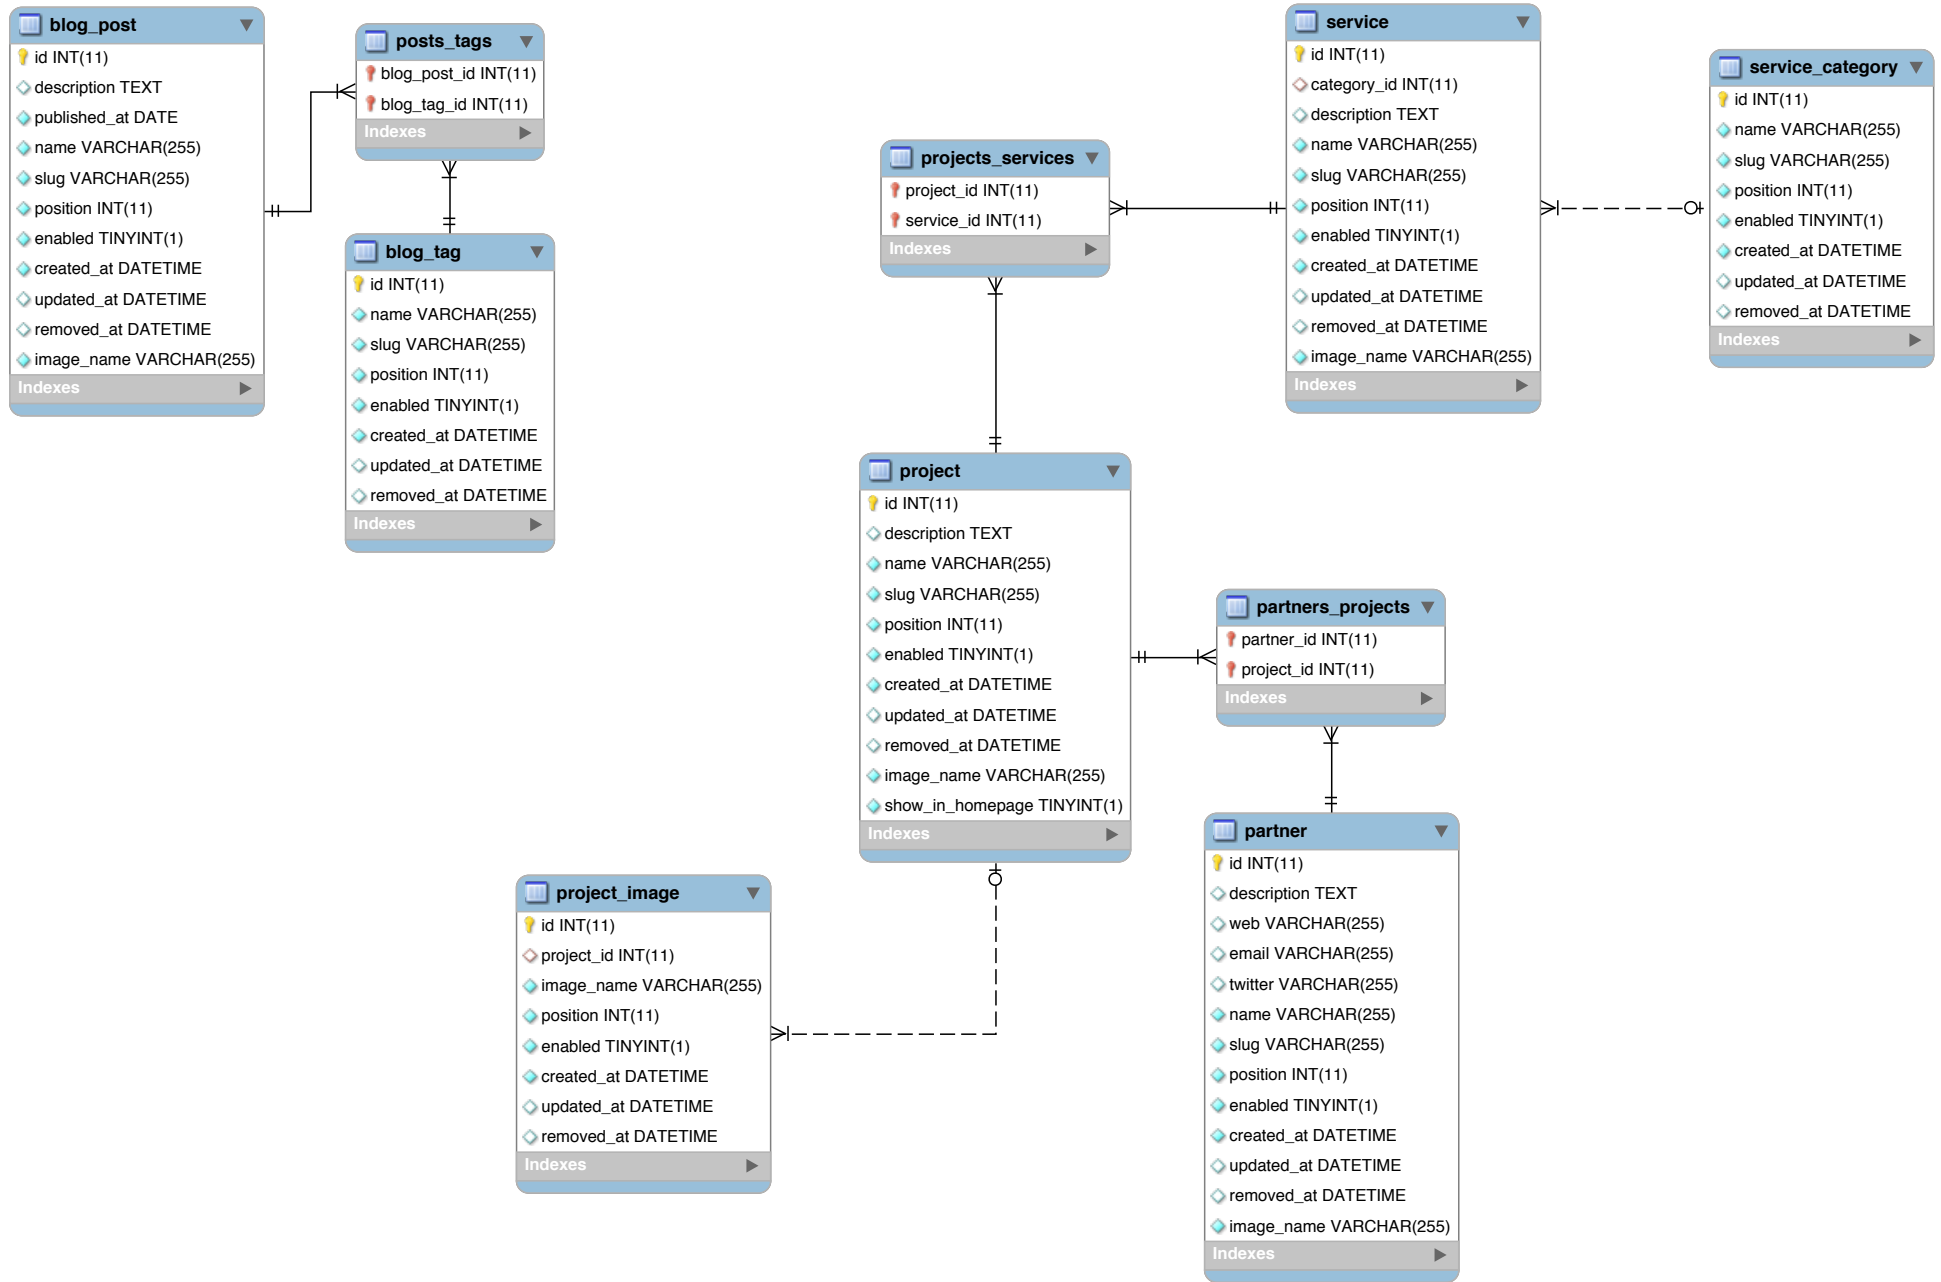 blog_post
id INT(11)
description TEXT
published_at DATE
name VARCHAR(255)
slug VARCHAR(255)
position INT(11)
enabled TINYINT(1)
created_at DATETIME
updated_at DATETIME
removed_at DATETIME
image_name VARCHAR(255)
Indexes
posts_tags
blog_post_id INT(11)
blog_tag_id INT(11)
Indexes
blog_tag
id INT(11)
name VARCHAR(255)
slug VARCHAR(255)
position INT(11)
enabled TINYINT(1)
created_at DATETIME
updated_at DATETIME
removed_at DATETIME
Indexes
projects_services
project_id INT(11)
service_id INT(11)
Indexes
service
id INT(11)
category_id INT(11)
description TEXT
name VARCHAR(255)
slug VARCHAR(255)
position INT(11)
enabled TINYINT(1)
created_at DATETIME
updated_at DATETIME
removed_at DATETIME
image_name VARCHAR(255)
Indexes
service_category
id INT(11)
name VARCHAR(255)
slug VARCHAR(255)
position INT(11)
enabled TINYINT(1)
created_at DATETIME
updated_at DATETIME
removed_at DATETIME
Indexes
project
id INT(11)
description TEXT
name VARCHAR(255)
slug VARCHAR(255)
position INT(11)
enabled TINYINT(1)
created_at DATETIME
updated_at DATETIME
removed_at DATETIME
image_name VARCHAR(255)
show_in_homepage TINYINT(1)
Indexes
partners_projects
partner_id INT(11)
project_id INT(11)
Indexes
project_image
id INT(11)
project_id INT(11)
image_name VARCHAR(255)
position INT(11)
enabled TINYINT(1)
created_at DATETIME
updated_at DATETIME
removed_at DATETIME
Indexes
partner
id INT(11)
description TEXT
web VARCHAR(255)
email VARCHAR(255)
twitter VARCHAR(255)
name VARCHAR(255)
slug VARCHAR(255)
position INT(11)
enabled TINYINT(1)
created_at DATETIME
updated_at DATETIME
removed_at DATETIME
image_name VARCHAR(255)
Indexes